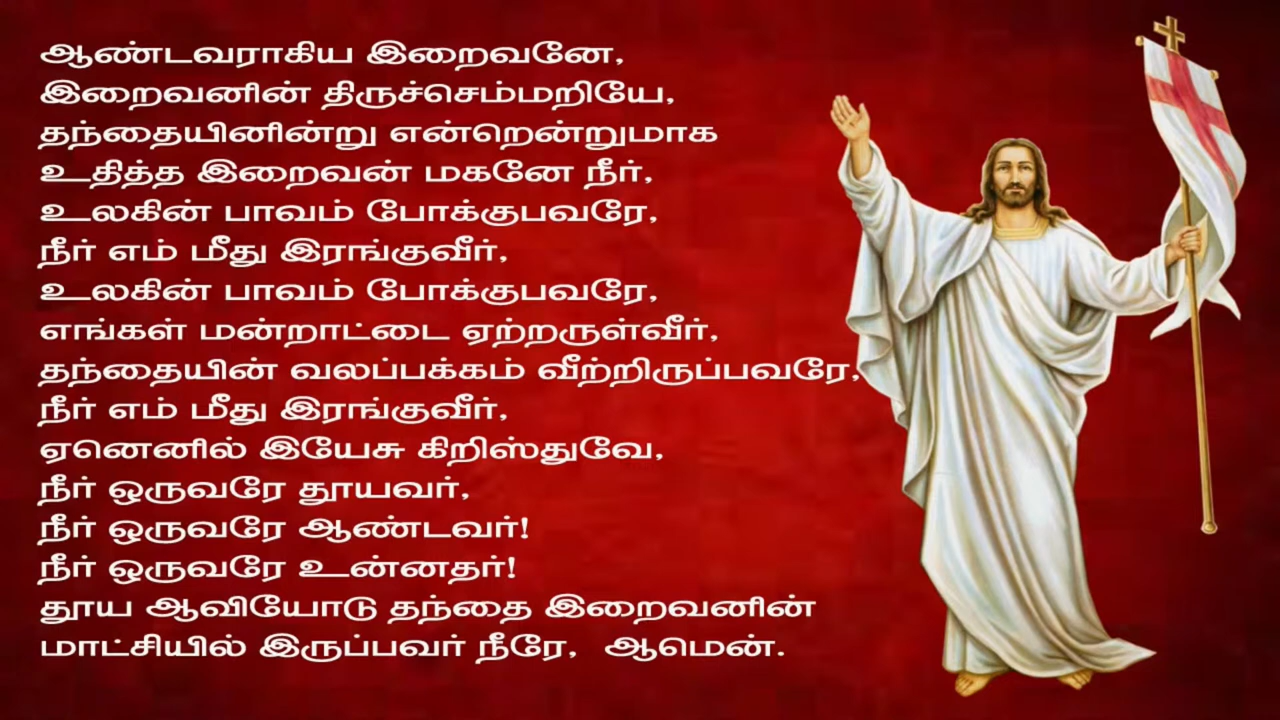 ஆண்டவராகிய இறைவனே,
இறைவனின் திருச்செம்மறியே,
தந்தையினின்று என்றென்றுமாக
உதித்த இறைவன் மகனே நீர்,
உலகின் பாவம் போக்குபவரே,
நீர் எம் மீது இரங்குவீர்,
உலகின் பாவம் போக்குபவரே,
எங்கள் மன்றாட்டை ஏற்றருள்வீர்,
தந்தையின் வலப்பக்கம் வீற்றிருப்பவரே,
நீர் எம் மீது இரங்குவீர்,
ஏனெனில் இயேசு கிறிஸ்துவே,
நீர் ஒருவரே தூயவர்,
நீர் ஒருவரே ஆண்டவர்!
நீர் ஒருவரே உன்னதர்!
தூய ஆவியோடு தந்தை இறைவனின்
மாட்சியில் இருப்பவர் நீரே, ஆமென்.